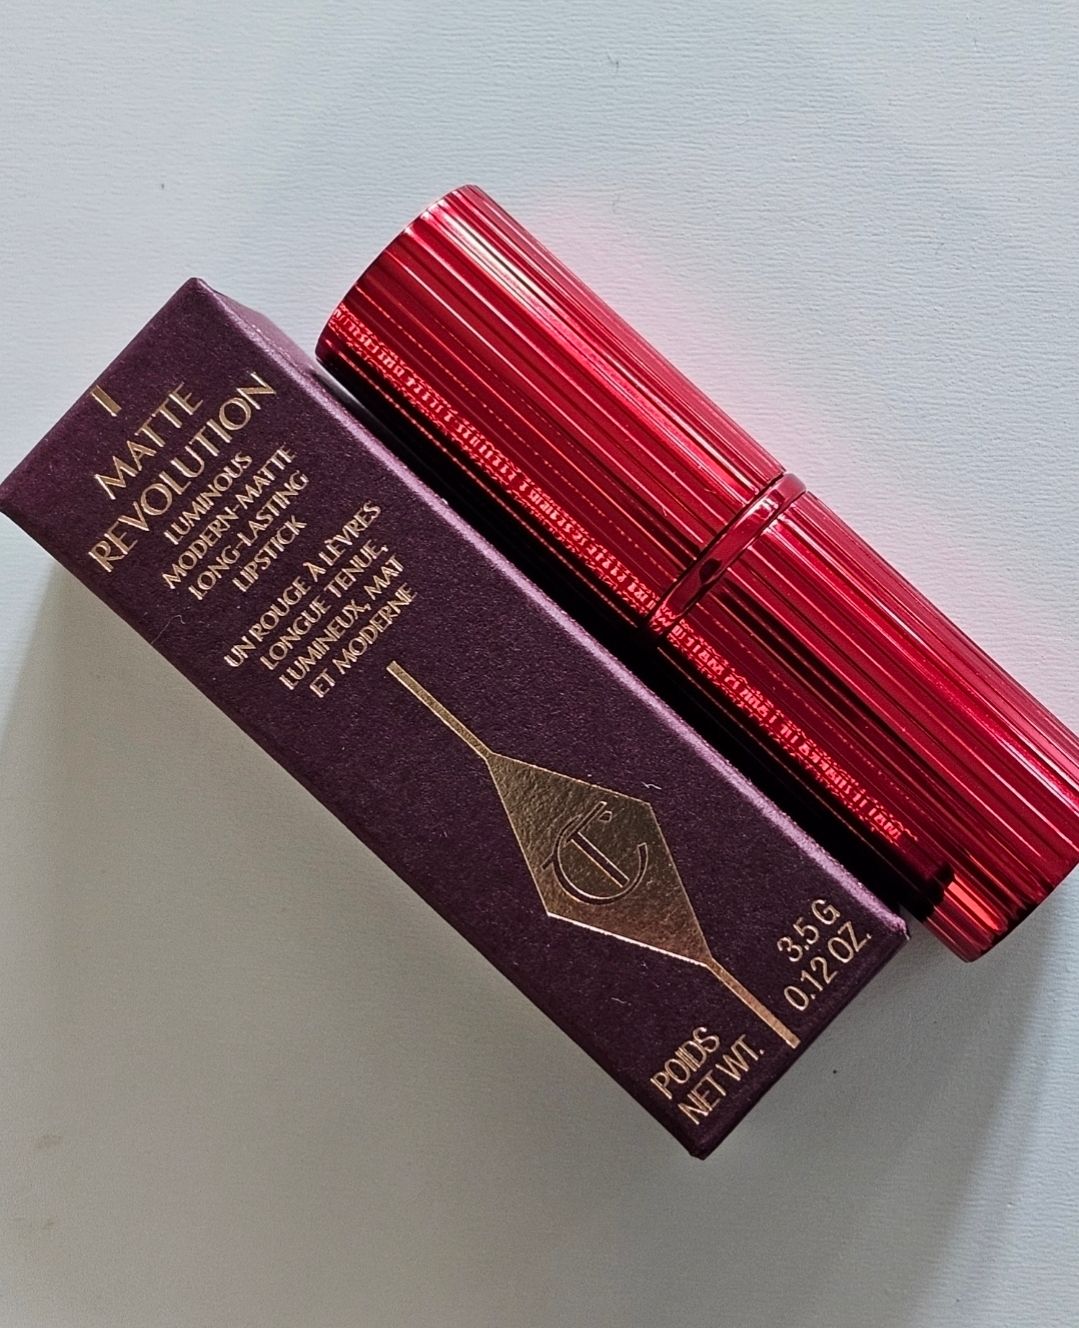 MATTE
REVOLUTION
LUMINOUS
MODERN-MATTE
LONG-LASTING
LIPSTICK
UN ROUGE À LÈVRES
LONGUE TENUE,
LUMINEUX, MAT
ET MODERNE
CT
POIDS
NET WT.
3.5 G
0.12 OZ.